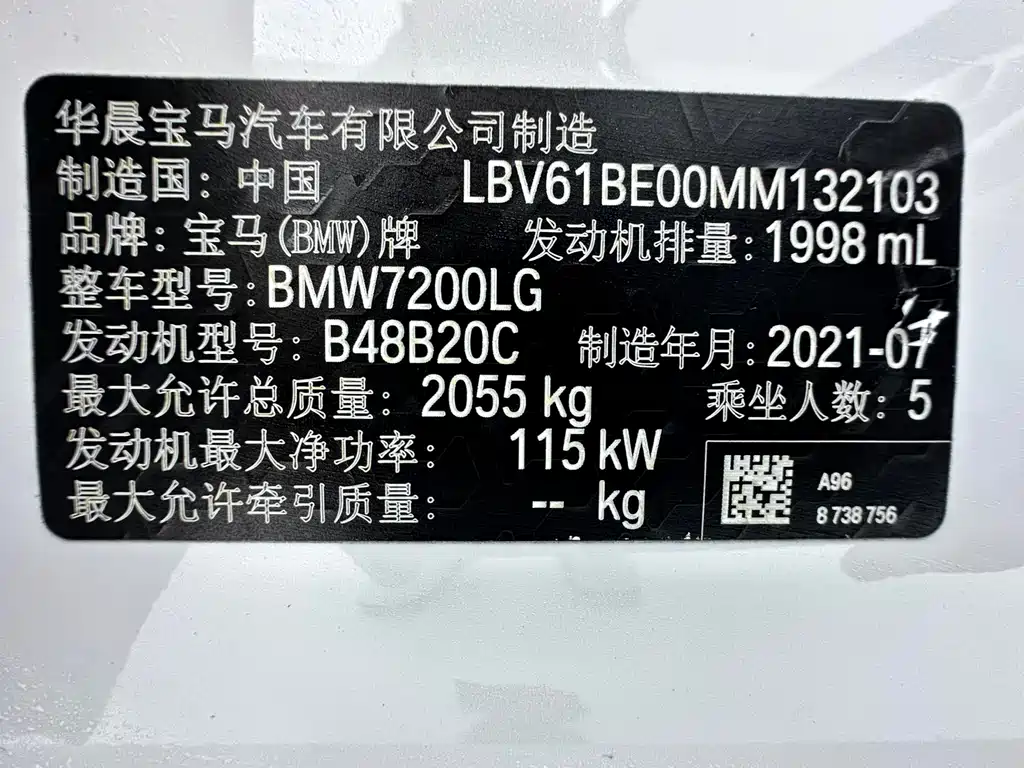 华晨宝马汽车有限公司制造
制造国：中国 LBV61BE00MM132103
品牌：宝马(BMW)牌 发动机排量：1998 mL
整车型号：BMW7200LG
发动机型号：B48B20C 制造年月：2021-07
最大允许总质量：2055 kg 乘坐人数：5
发动机最大净功率：115 kW
最大允许牵引质量：-- kg
A96
8 738 756